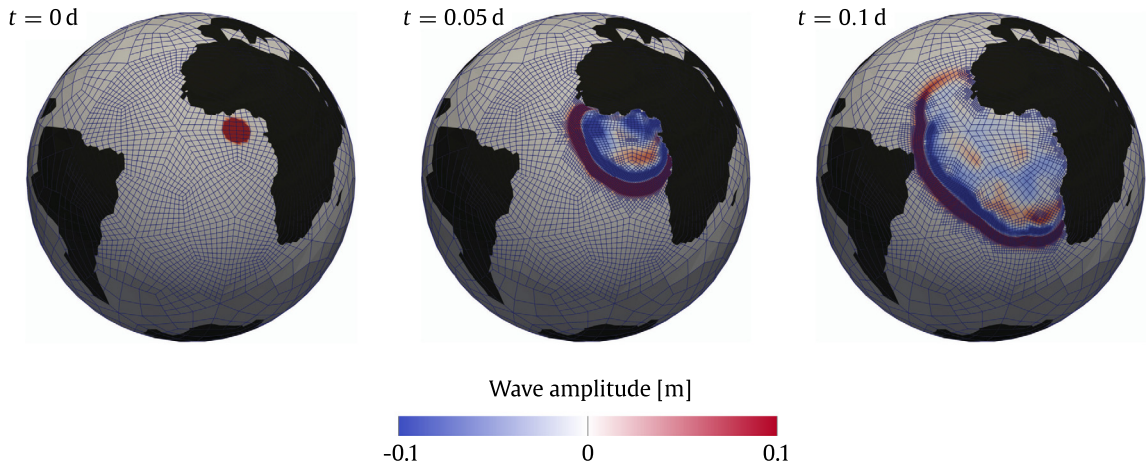 t = 0 d
t = 0.05 d
t = 0.1 d
Wave amplitude [m]
-0.1 0 0.1